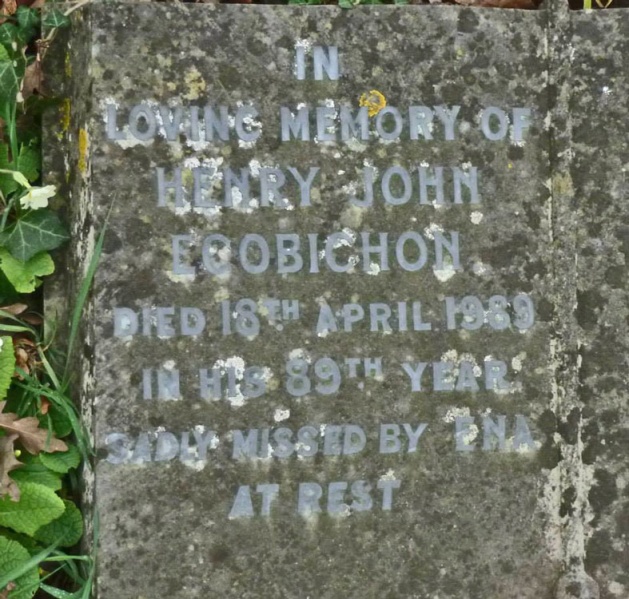 IN
LOVING MEMORY OF
HENRY JOHN
EGOBICHON
DIED 18TH APRIL 1989
IN HIS 89TH YEAR.
SADLY MISSED BY ENA
AT REST